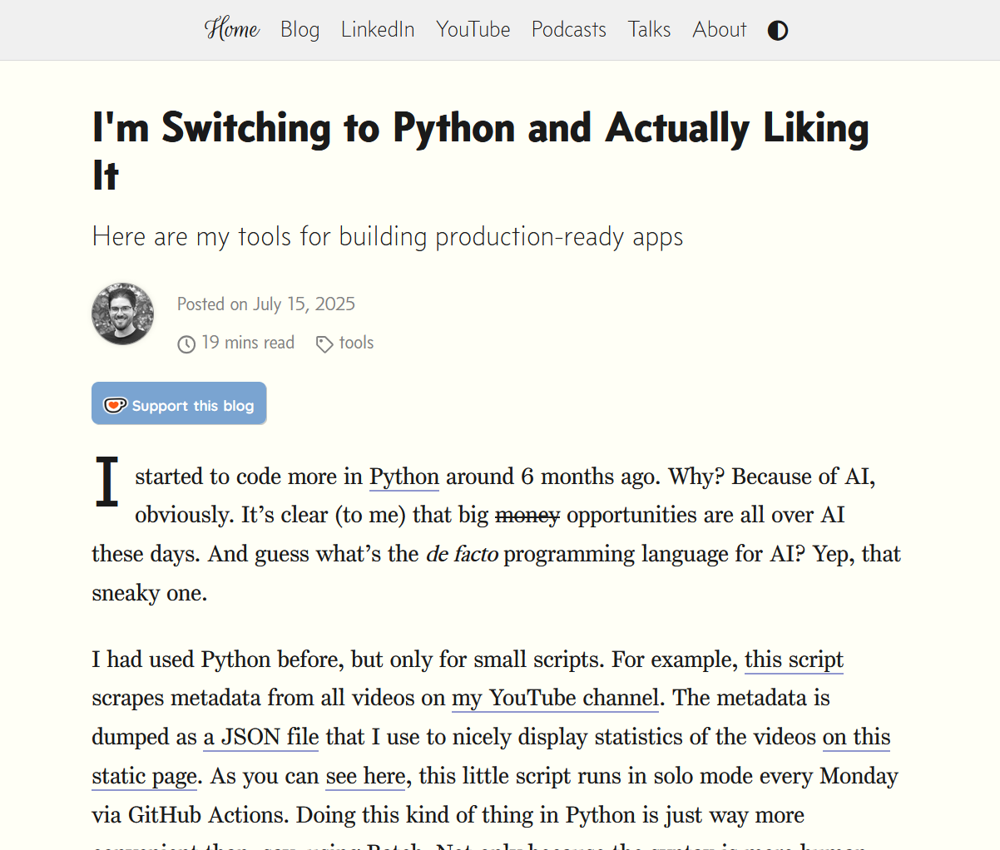 Home Blog LinkedIn YouTube Podcasts Talks About
I'm Switching to Python and Actually Liking
It
Here are my tools for building production-ready apps
Posted on July 15, 2025
19 mins read tools
Support this blog
I started to code more in Python around 6 months ago. Why? Because of AI,
obviously. It’s clear (to me) that big money opportunities are all over AI
these days. And guess what’s the de facto programming language for AI? Yep, that
sneaky one.
I had used Python before, but only for small scripts. For example, this script
scrapes metadata from all videos on my YouTube channel. The metadata is
dumped as a JSON file that I use to nicely display statistics of the videos on this
static page. As you can see here, this little script runs in solo mode every Monday
via GitHub Actions. Doing this kind of thing in Python is just way more